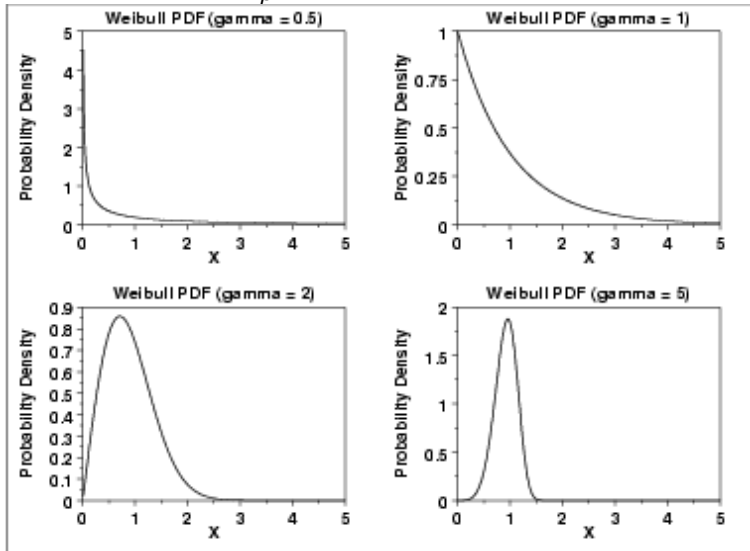 Weibull PDF (gamma = 0.5)
Probability Density
5
4
3
2
1
0
0 1 2 3 4 5
X
Weibull PDF (gamma = 1)
Probability Density
1
0.75
0.5
0.25
0
0 1 2 3 4 5
X
Weibull PDF (gamma = 2)
Probability Density
0.9
0.8
0.7
0.6
0.5
0.4
0.3
0.2
0.1
0
0 1 2 3 4 5
X
Weibull PDF (gamma = 5)
Probability Density
2
1.5
1
0.5
0
0 1 2 3 4 5
X